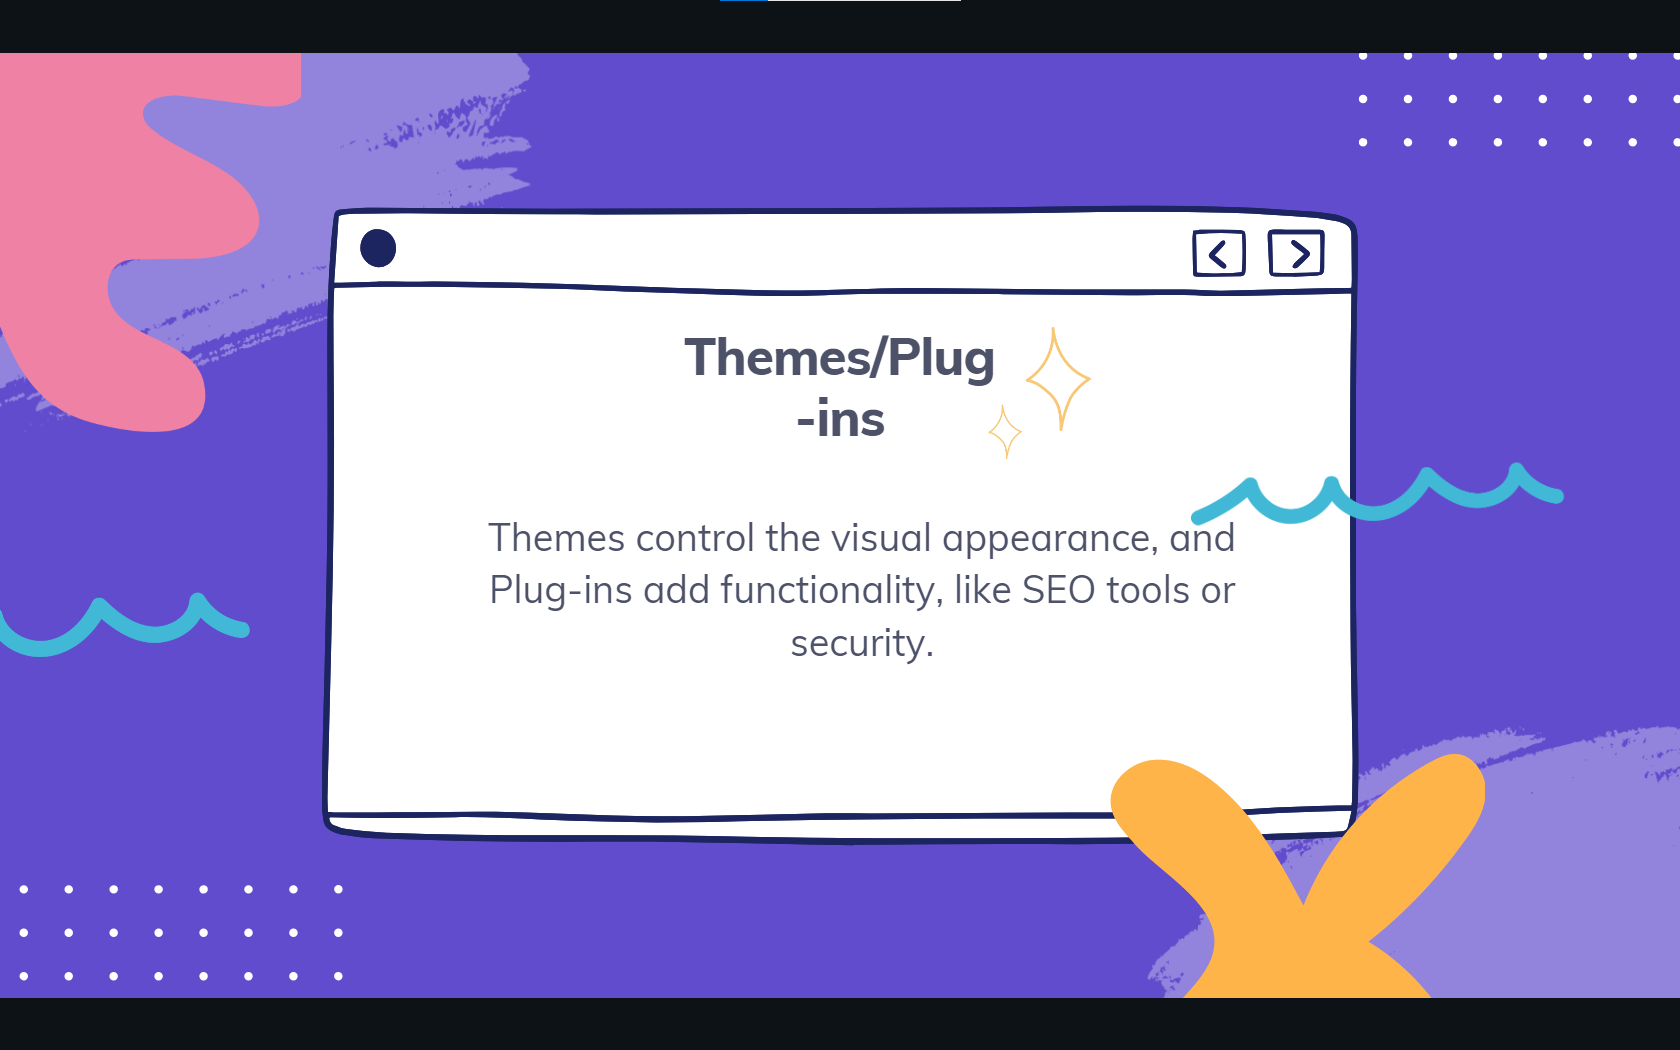 Themes/Plug
-ins
Themes control the visual appearance, and
Plug-ins add functionality, like SEO tools or
security.